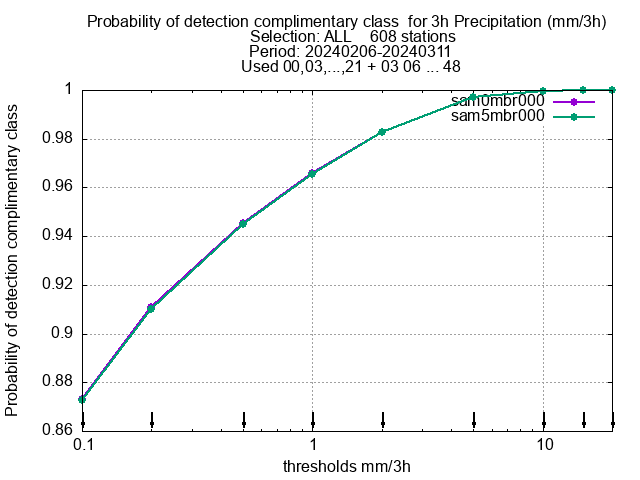 Probability of detection complimentary class  for 3h Precipitation (mm/3h)
Selection: ALL    608 stations
Period: 20240206-20240311
Used 00,03,...,21 + 03 06 ... 48
sam0mbr000
sam5mbr000
1
0.98
0.96
0.94
0.92
0.9
0.88
0.86
Probability of detection complimentary class
0.1 1 10
thresholds mm/3h